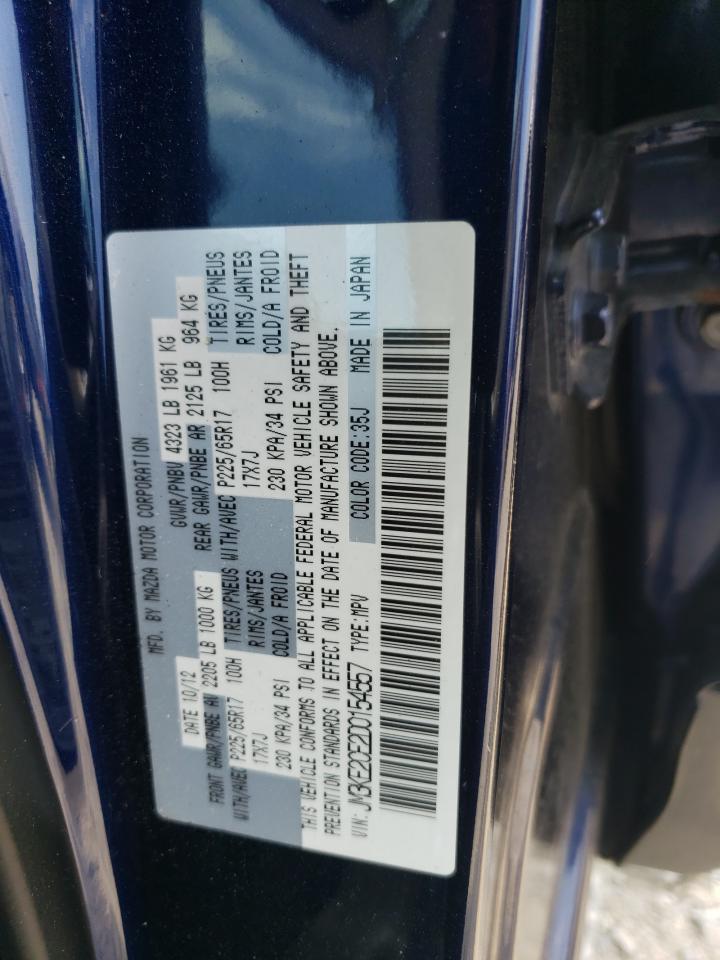 MFD. BY MAZDA MOTOR CORPORATION
DATE 10/12 GVWR/PNBV 4323 LB 1961 KG
FRONT GAWR/PNBE AV 2205 LB 1000 KG REAR GAWR/PNBE AR 2125 LB 964 KG
WITH/AVEC P225/65R17 100H TIRES/PNEUS WITH/AVEC P225/65R17 100H TIRES/PNEUS
17X7J RIMS/JANTES 17X7J RIMS/JANTES
230 KPA/34 PSI COLD/A FROID 230 KPA/34 PSI COLD/A FROID
THIS VEHICLE CONFORMS TO ALL APPLICABLE FEDERAL MOTOR VEHICLE SAFETY AND THEFT
PREVENTION STANDARDS IN EFFECT ON THE DATE OF MANUFACTURE SHOWN ABOVE.
VIN: JM3KE2CE2D0154557 TYPE:MPV COLOR CODE:35J MADE IN JAPAN